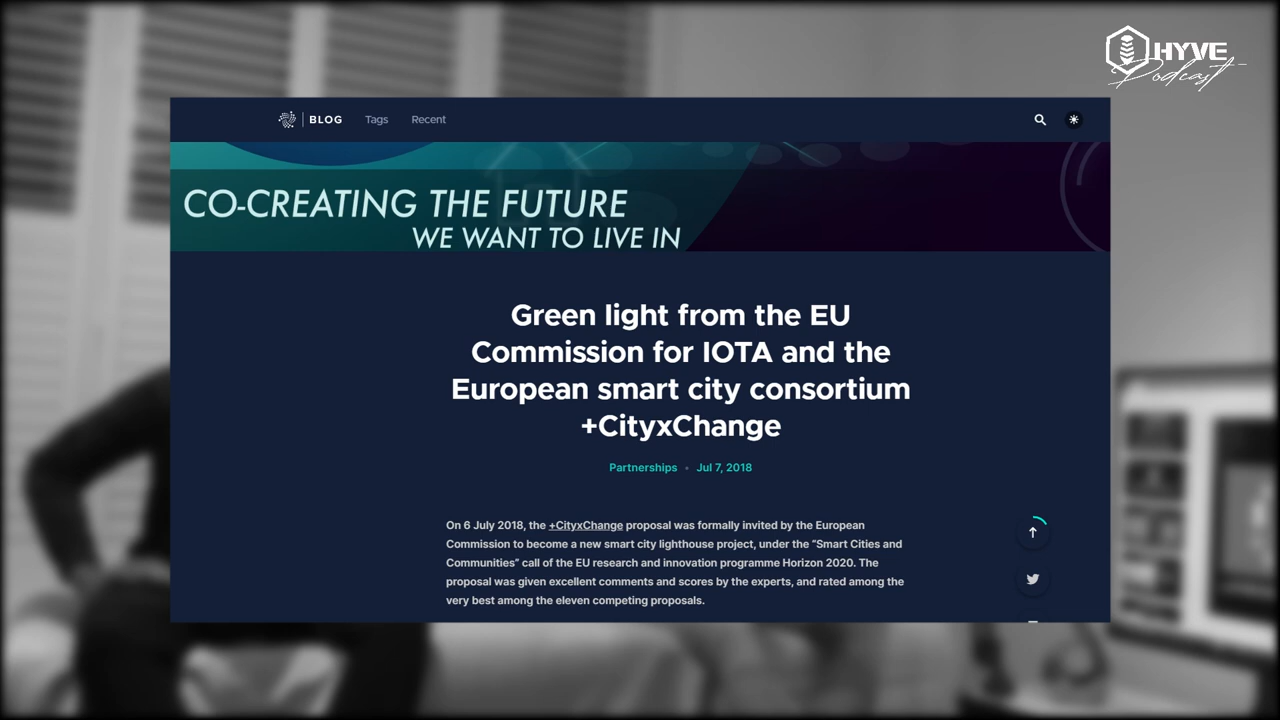 HYVE
Podcast
BLOG Tags Recent
CO-CREATING THE FUTURE
WE WANT TO LIVE IN
Green light from the EU
Commission for IOTA and the
European smart city consortium
+CityxChange
Partnerships • Jul 7, 2018
On 6 July 2018, the +CityxChange proposal was formally invited by the European
Commission to become a new smart city lighthouse project, under the “Smart Cities and
Communities” call of the EU research and innovation programme Horizon 2020. The
proposal was given excellent comments and scores by the experts, and rated among the
very best among the eleven competing proposals.